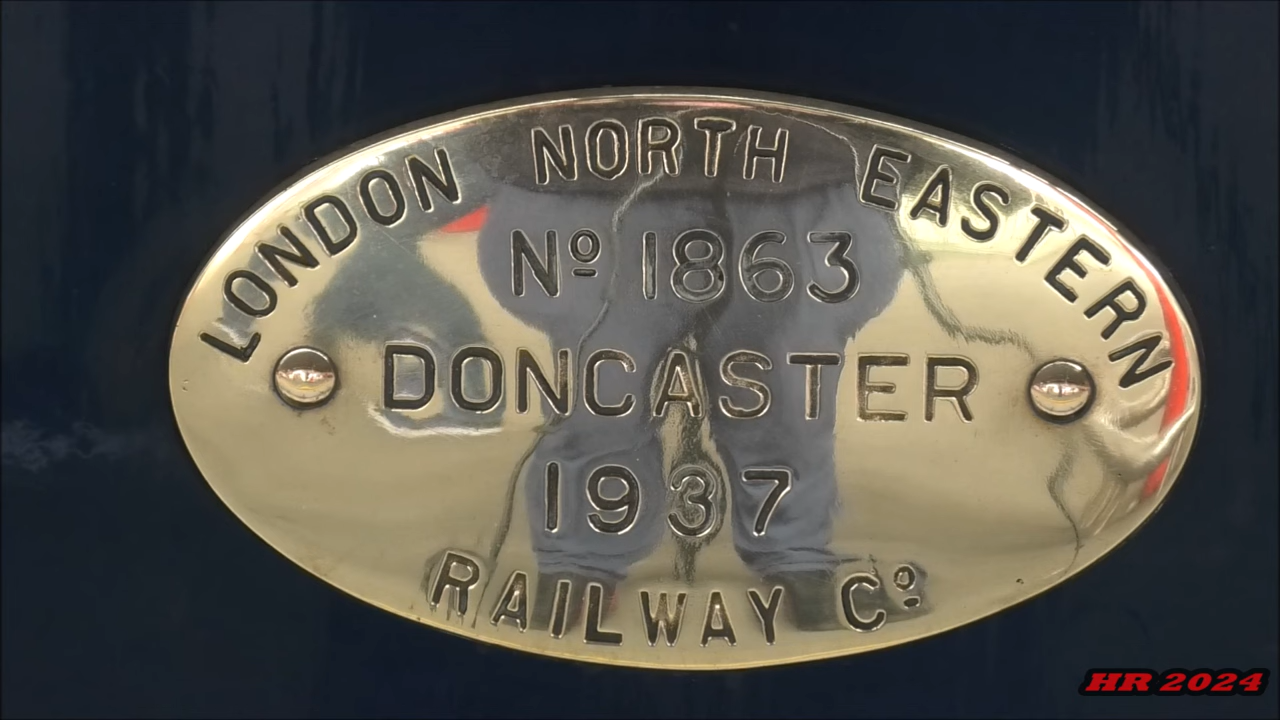 LONDON NORTH EASTERN
Nº 1863
DONCASTER
1937
RAILWAY Cº
HR 2024